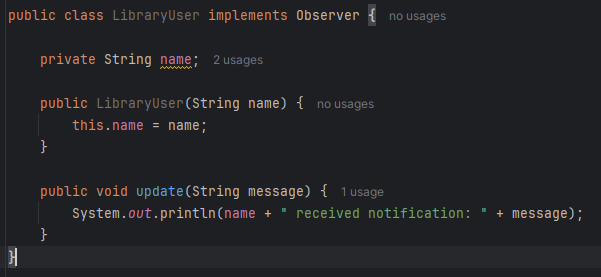 public class LibraryUser implements Observer { no usages
private String name; 2 usages
public LibraryUser(String name) { no usages
this.name = name;
}
public void update(String message) { 1 usage
System.out.println(name + " received notification: " + message);
}
}